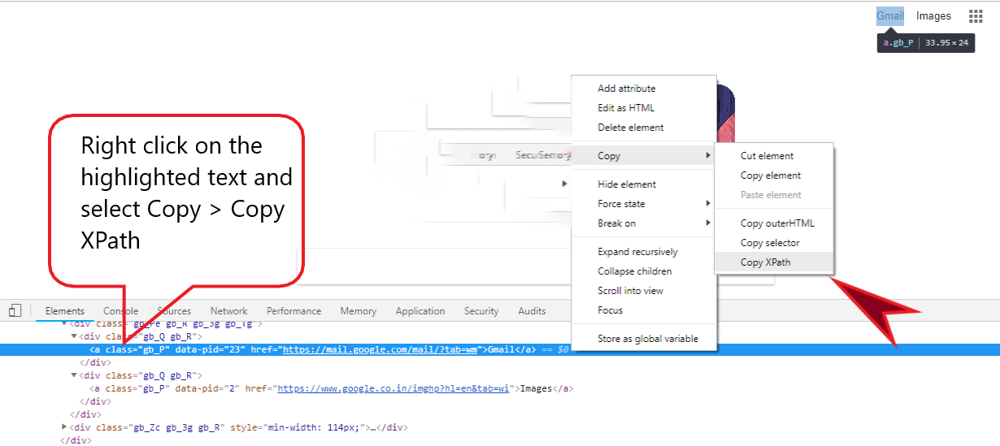 Gmail Images
a.gb_P | 33.95 × 24
Right click on the
highlighted text and
select Copy > Copy
XPath
Add attribute
Edit as HTML
Delete element
Copy
Hide element
Force state
Break on
Expand recursively
Collapse children
Scroll into view
Focus
Store as global variable
Cut element
Copy element
Paste element
Copy outerHTML
Copy selector
Copy XPath
Elements Console Sources Network Performance Memory Application Security Audits
<div class="gb_Pe gb_R gb_3g gb_Tg">
<div class="gb_Q gb_R">
<a class="gb_P" data-pid="23" href="https://mail.google.com/mail/?tab=wm">Gmail</a> == $0
</div>
<div class="gb_Q gb_R">
<a class="gb_P" data-pid="2" href="https://www.google.co.in/imghp?hl=en&tab=wi">Images</a>
</div>
</div>
<div class="gb_Zc gb_3g gb_R" style="min-width: 114px;">…</div>
</div>